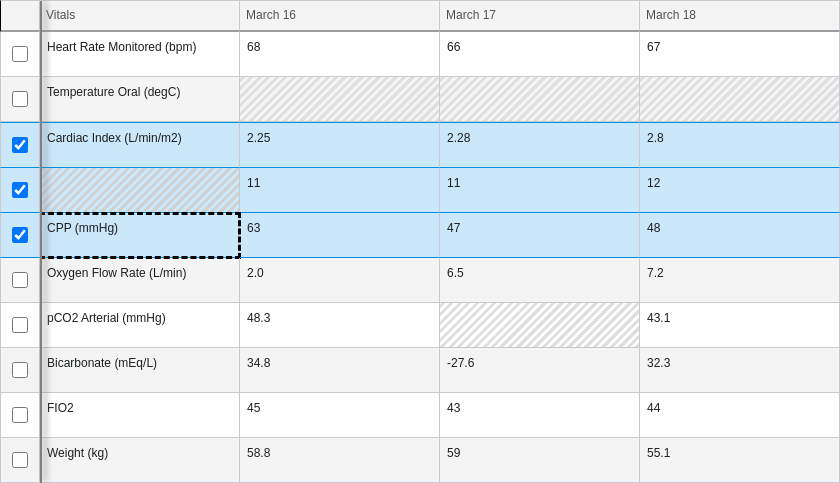 Vitals March 16 March 17 March 18
Heart Rate Monitored (bpm) 68 66 67
Temperature Oral (degC)
Cardiac Index (L/min/m2) 2.25 2.28 2.8
11 11 12
CPP (mmHg) 63 47 48
Oxygen Flow Rate (L/min) 2.0 6.5 7.2
pCO2 Arterial (mmHg) 48.3 43.1
Bicarbonate (mEq/L) 34.8 -27.6 32.3
FIO2 45 43 44
Weight (kg) 58.8 59 55.1